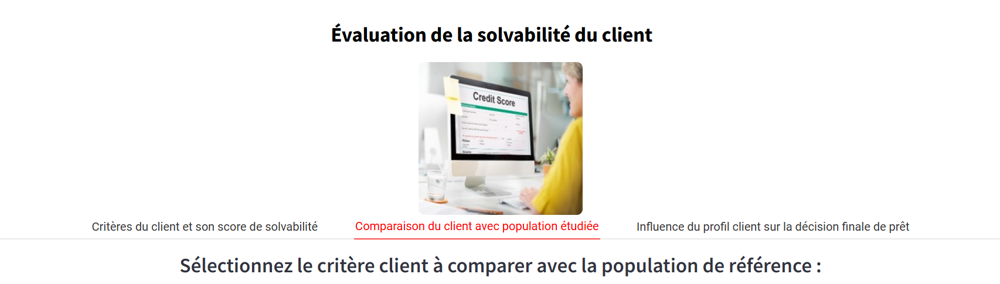 Évaluation de la solvabilité du client
Credit Score
Critères du client et son score de solvabilité
Comparaison du client avec population étudiée
Influence du profil client sur la décision finale de prêt
Sélectionnez le critère client à comparer avec la population de référence :